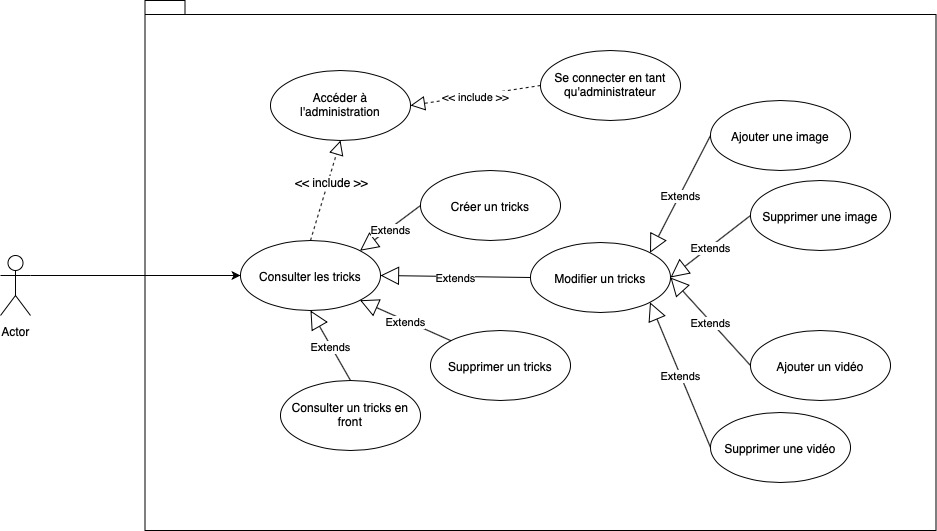 Se connecter en tant
qu'administrateur
Accéder à
l'administration
<< include >>
Ajouter une image
<< include >>
Extends
Créer un tricks
Supprimer une image
Extends
Extends
Consulter les tricks
Extends
Modifier un tricks
Actor
Extends
Extends
Extends
Supprimer un tricks
Ajouter un vidéo
Extends
Consulter un tricks en
front
Supprimer une vidéo